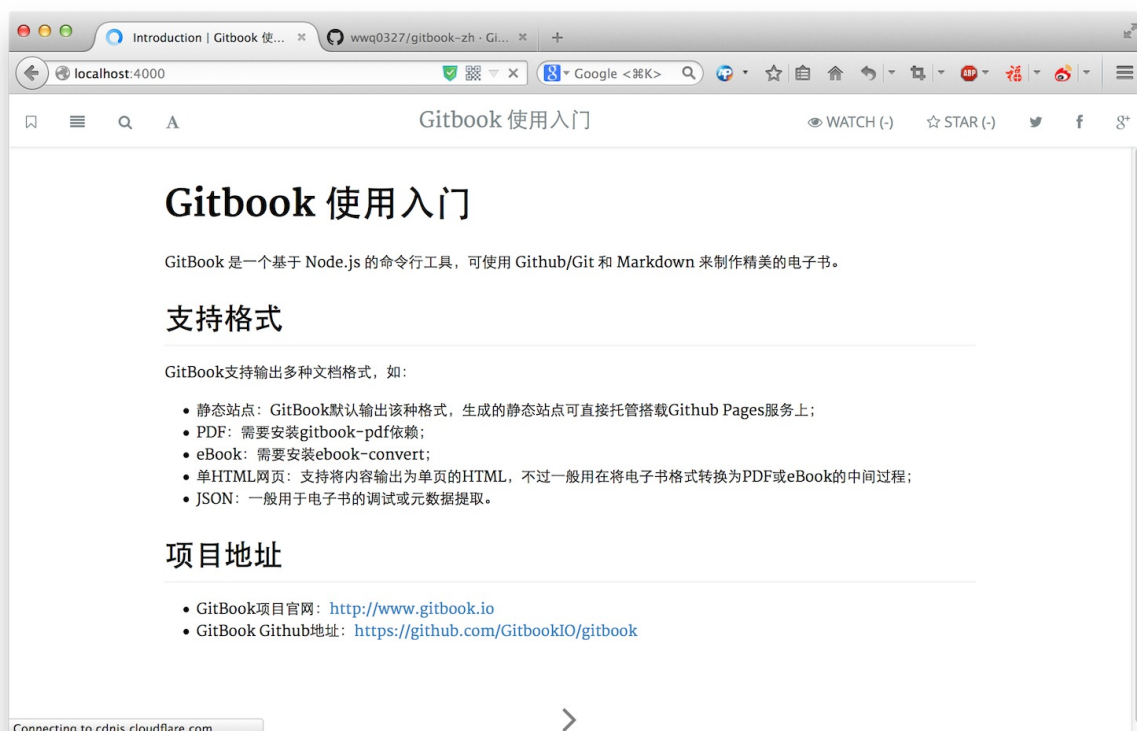 Introduction | Gitbook 使...
wwq0327/gitbook-zh · Gi...
localhost:4000
Google <⌘K>
ABP
福
A
Gitbook 使用入门
WATCH (-)
STAR (-)
Gitbook 使用入门
GitBook 是一个基于 Node.js 的命令行工具，可使用 Github/Git 和 Markdown 来制作精美的电子书。
支持格式
GitBook支持输出多种文档格式，如：
静态站点：GitBook默认输出该种格式，生成的静态站点可直接托管搭载Github Pages服务上；
PDF：需要安装gitbook-pdf依赖；
eBook：需要安装ebook-convert；
单HTML网页：支持将内容输出为单页的HTML，不过一般用在将电子书格式转换为PDF或eBook的中间过程；
JSON：一般用于电子书的调试或元数据提取。
项目地址
GitBook项目官网：http://www.gitbook.io
GitBook Github地址：https://github.com/GitbookIO/gitbook
Connecting to cdnjs.cloudflare.com